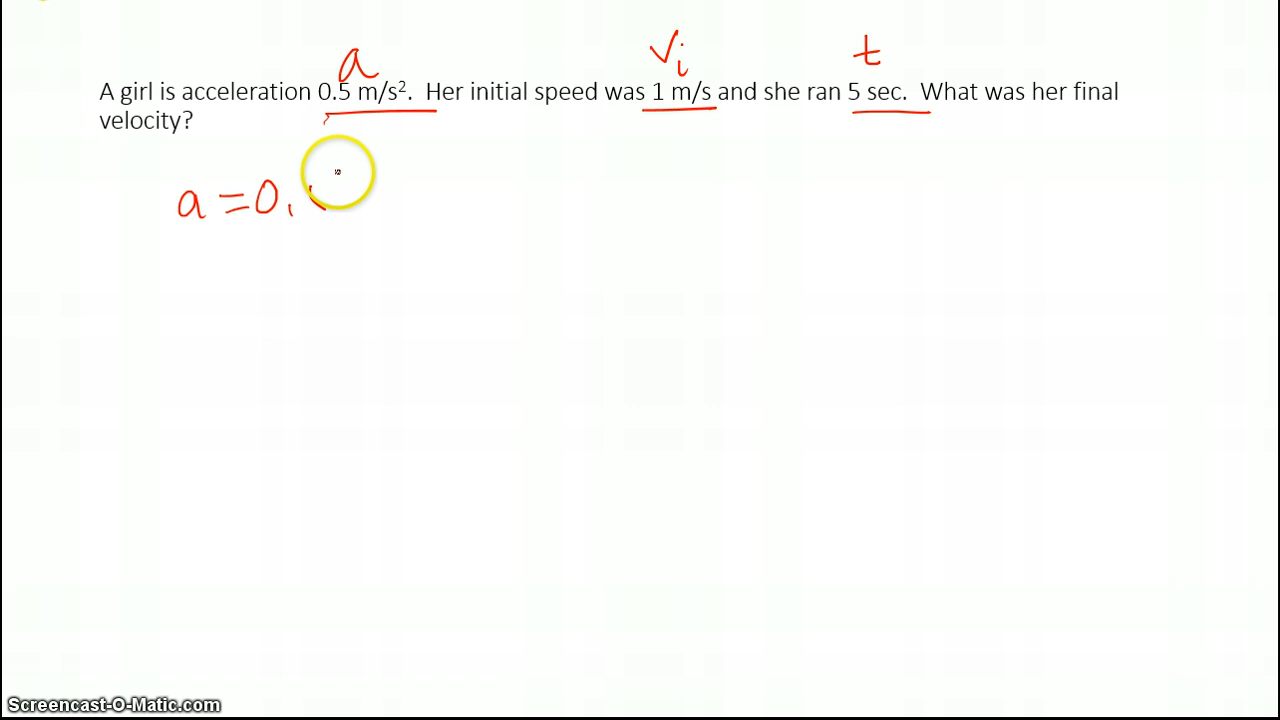 a Vi t
A girl is acceleration 0.5 m/s². Her initial speed was 1 m/s and she ran 5 sec. What was her final
velocity?
a = 0.
Screencast-O-Matic.com